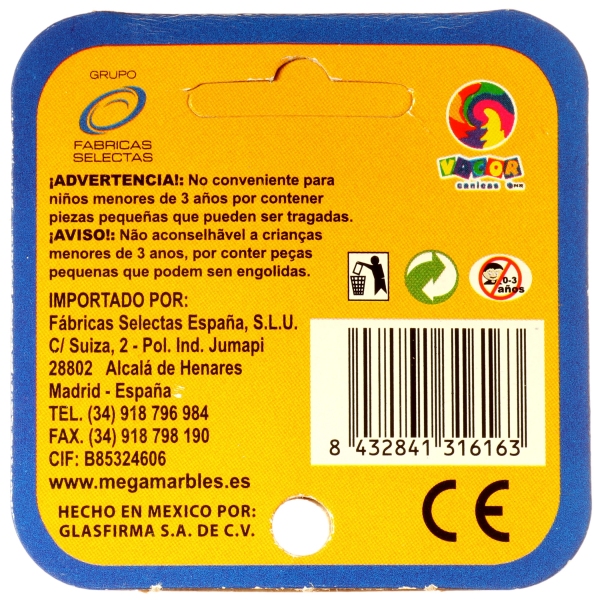 GRUPO
FABRICAS
SELECTAS
VACOR
canicas MR
¡ADVERTENCIA!: No conveniente para
niños menores de 3 años por contener
piezas pequeñas que pueden ser tragadas.
¡AVISO!: Não aconselhável a crianças
menores de 3 anos, por conter peças
pequenas que podem ser engolidas.
0-3
años
IMPORTADO POR:
Fábricas Selectas España, S.L.U.
C/ Suiza, 2 - Pol. Ind. Jumapi
28802 Alcalá de Henares
Madrid - España
TEL. (34) 918 796 984
FAX. (34) 918 798 190
CIF: B85324606
www.megamarbles.es
8 432841 316163
HECHO EN MEXICO POR:
GLASFIRMA S.A. DE C.V.
CE